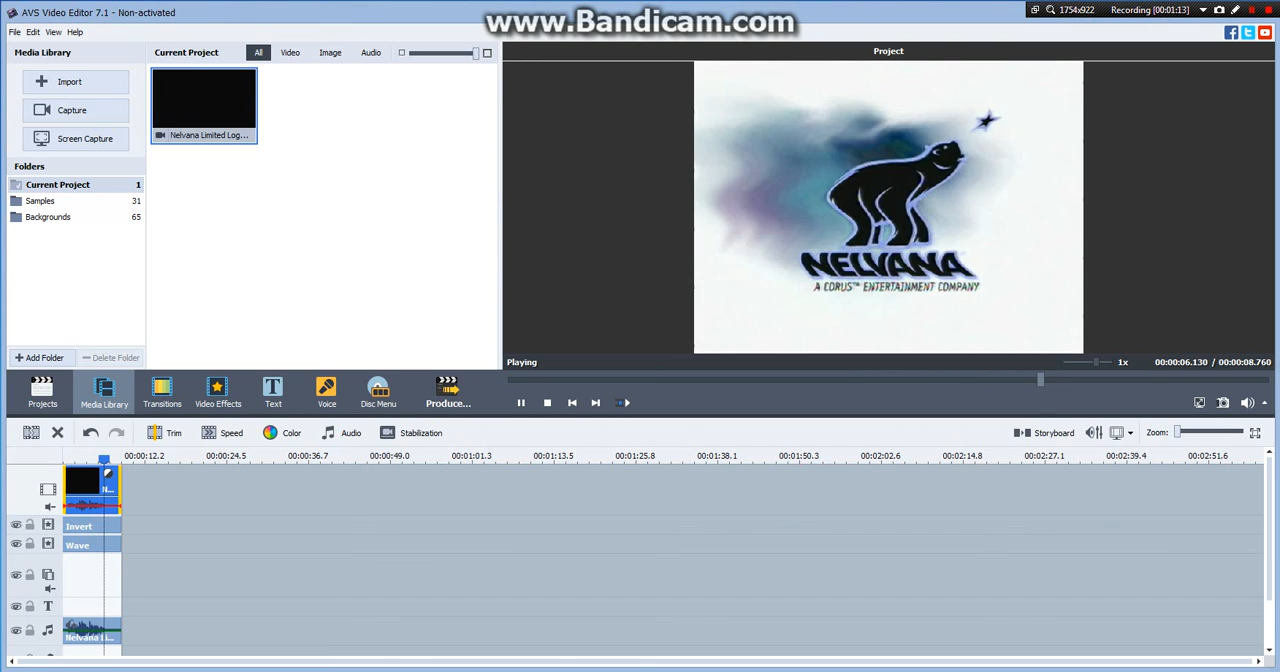 AVS Video Editor 7.1 - Non-activated
www.Bandicam.com
1754x922
Recording [00:01:13]
File Edit View Help
Media Library
Current Project
All
Video
Image
Audio
Project
Import
Capture
Screen Capture
Nelvana Limited Log...
Folders
Current Project 1
Samples 31
Backgrounds 65
NELVANA
A CORUS™ ENTERTAINMENT COMPANY
Add Folder
Delete Folder
Playing
1x
00:00:06.130 / 00:00:08.760
Projects
Media Library
Transitions
Video Effects
Text
Voice
Disc Menu
Produce...
Trim
Speed
Color
Audio
Stabilization
Storyboard
Zoom:
00:00:12.2 00:00:24.5 00:00:36.7 00:00:49.0 00:01:01.3 00:01:13.5 00:01:25.8 00:01:38.1 00:01:50.3 00:02:02.6 00:02:14.8 00:02:27.1 00:02:39.4 00:02:51.6
N...
Invert
Wave
T
Nelvana Li...